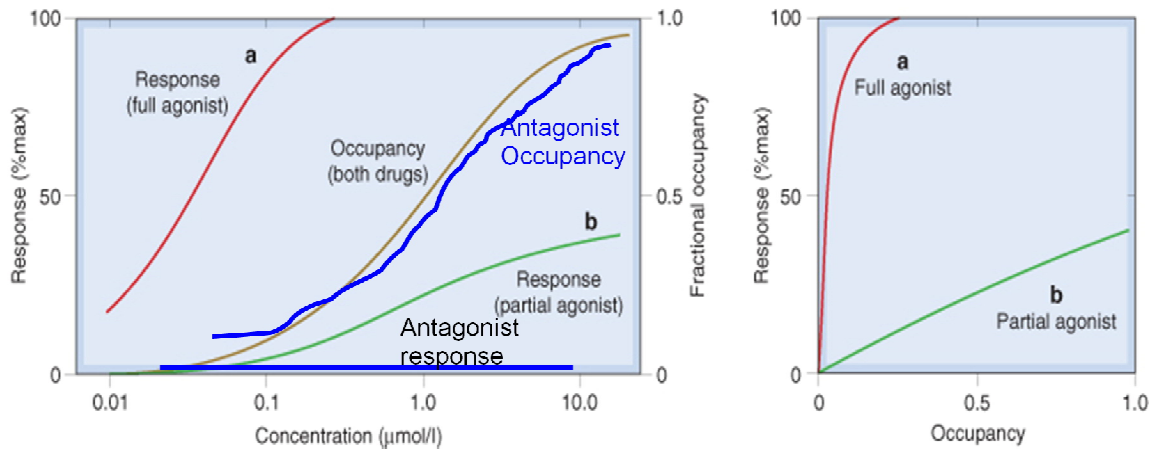 100
50
0
Response (%max)
a
Response
(full agonist)
Occupancy
(both drugs)
Antagonist
Occupancy
b
Response
(partial agonist)
Antagonist
response
1.0
0.5
0
Fractional occupancy
0.01
0.1
1.0
10.0
Concentration (μmol/l)
100
50
0
Response (%max)
a
Full agonist
b
Partial agonist
0
0.5
1.0
Occupancy